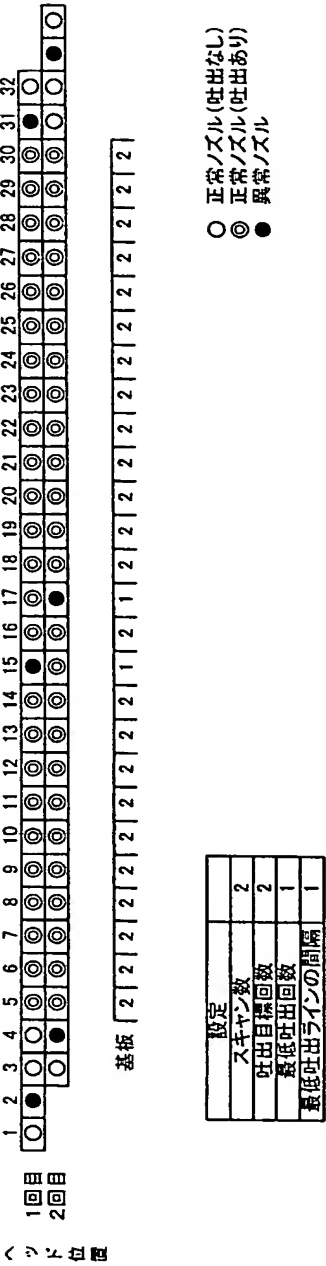 1 2 3 4 5 6 7 8 9 10 11 12 13 14 15 16 17 18 19 20 21 22 23 24 25 26 27 28 29 30 31 32
ヘッド位置
1回目
2回目
基板 2 2 2 2 2 2 2 2 2 2 1 2 1 2 2 2 2 2 2 2 2 2 2 2 2 2
設定
スキャン数 2
吐出目標回数 2
最低吐出回数 1
最低吐出ラインの間隔 1
○ 正常ノズル(吐出なし)
◎ 正常ノズル(吐出あり)
● 異常ノズル